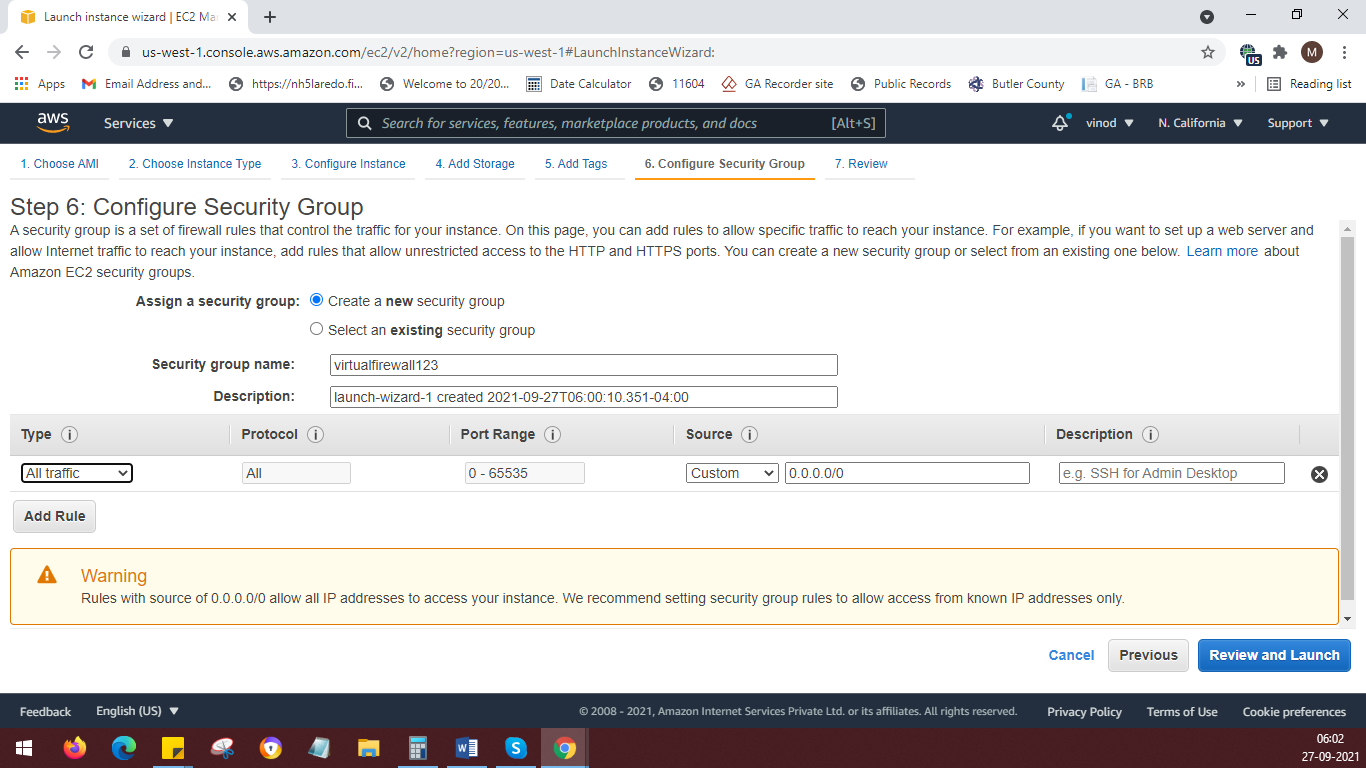 Launch instance wizard | EC2 Mar
us-west-1.console.aws.amazon.com/ec2/v2/home?region=us-west-1#LaunchInstanceWizard:
US
M
Apps
Email Address and...
https://nh5laredo.fi...
Welcome to 20/20...
Date Calculator
11604
GA Recorder site
Public Records
Butler County
GA - BRB
»
Reading list
aws
Services
Search for services, features, marketplace products, and docs
[Alt+S]
vinod
N. California
Support
1. Choose AMI
2. Choose Instance Type
3. Configure Instance
4. Add Storage
5. Add Tags
6. Configure Security Group
7. Review
Step 6: Configure Security Group
A security group is a set of firewall rules that control the traffic for your instance. On this page, you can add rules to allow specific traffic to reach your instance. For example, if you want to set up a web server and
allow Internet traffic to reach your instance, add rules that allow unrestricted access to the HTTP and HTTPS ports. You can create a new security group or select from an existing one below. Learn more about
Amazon EC2 security groups.
Assign a security group:
Create a new security group
Select an existing security group
Security group name:
virtualfirewall123
Description:
launch-wizard-1 created 2021-09-27T06:00:10.351-04:00
Type
Protocol
Port Range
Source
Description
All traffic
All
0 - 65535
Custom
0.0.0.0/0
e.g. SSH for Admin Desktop
Add Rule
Warning
Rules with source of 0.0.0.0/0 allow all IP addresses to access your instance. We recommend setting security group rules to allow access from known IP addresses only.
Cancel
Previous
Review and Launch
Feedback
English (US)
© 2008 - 2021, Amazon Internet Services Private Ltd. or its affiliates. All rights reserved.
Privacy Policy
Terms of Use
Cookie preferences
06:02
27-09-2021